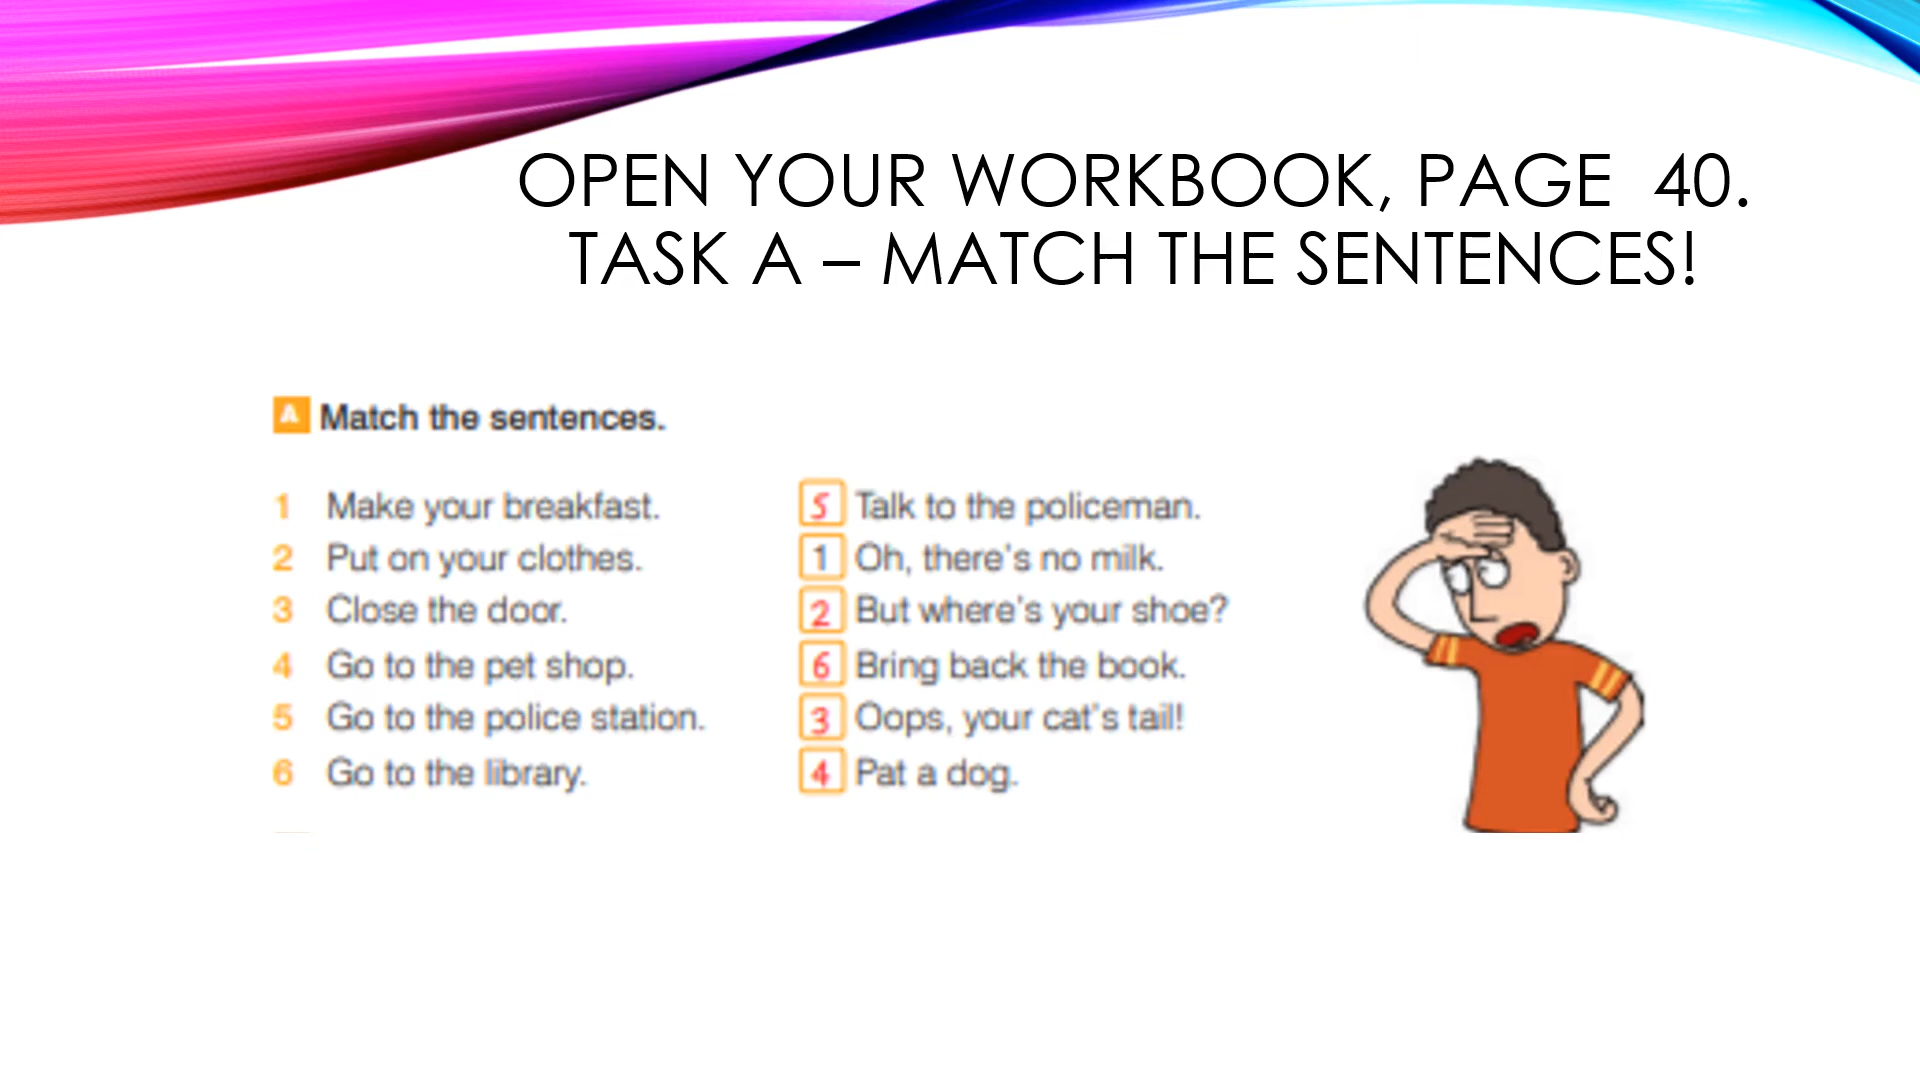 OPEN YOUR WORKBOOK, PAGE 40.
TASK A – MATCH THE SENTENCES!
A Match the sentences.
1 Make your breakfast.
2 Put on your clothes.
3 Close the door.
4 Go to the pet shop.
5 Go to the police station.
6 Go to the library.
5 Talk to the policeman.
1 Oh, there's no milk.
2 But where's your shoe?
6 Bring back the book.
3 Oops, your cat's tail!
4 Pat a dog.